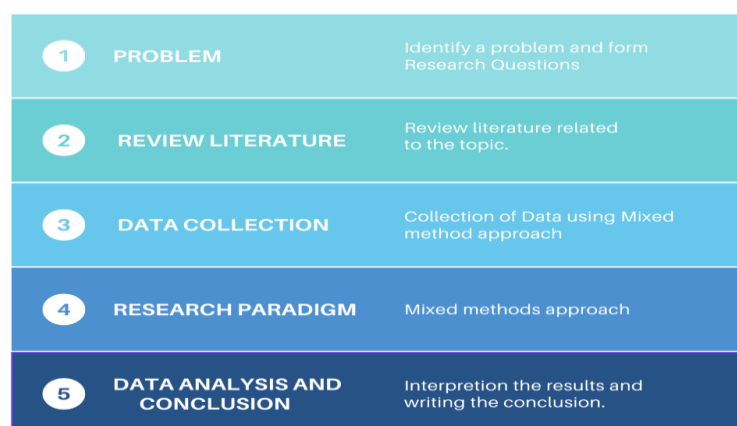 1 PROBLEM Identify a problem and form
Research Questions
2 REVIEW LITERATURE Review literature related
to the topic.
3 DATA COLLECTION Collection of Data using Mixed
method approach
4 RESEARCH PARADIGM Mixed methods approach
5 DATA ANALYSIS AND
CONCLUSION
Interpretion the results and
writing the conclusion.